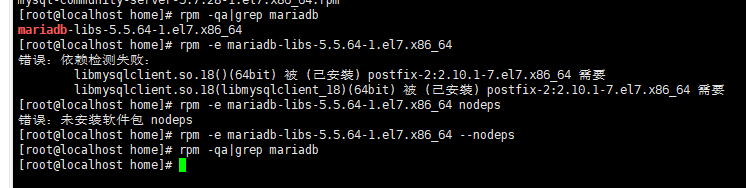 mysql-community-server-5.7.28-1.el7.x86_64.rpm
[root@localhost home]# rpm -qa|grep mariadb
mariadb-libs-5.5.64-1.el7.x86_64
[root@localhost home]# rpm -e mariadb-libs-5.5.64-1.el7.x86_64
错误：依赖检测失败：
libmysqlclient.so.18()(64bit) 被 (已安裝) postfix-2:2.10.1-7.el7.x86_64 需要
libmysqlclient.so.18(libmysqlclient_18)(64bit) 被 (已安裝) postfix-2:2.10.1-7.el7.x86_64 需要
[root@localhost home]# rpm -e mariadb-libs-5.5.64-1.el7.x86_64 nodeps
错误：未安装软件包 nodeps
[root@localhost home]# rpm -e mariadb-libs-5.5.64-1.el7.x86_64 --nodeps
[root@localhost home]# rpm -qa|grep mariadb
[root@localhost home]#